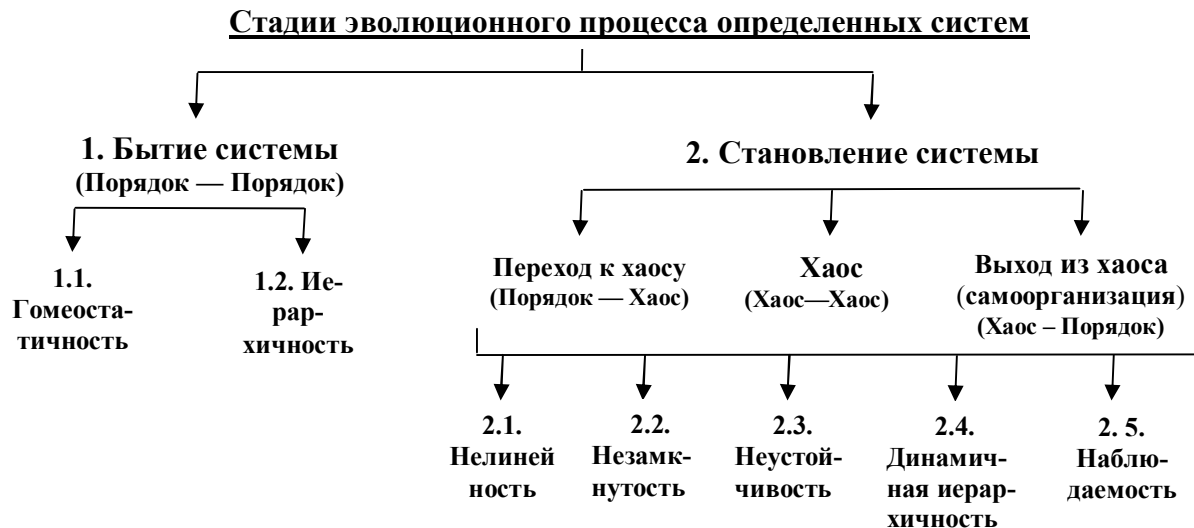 Стадии эволюционного процесса определенных систем
1. Бытие системы
(Порядок — Порядок)
2. Становление системы
1.1.
Гомеоста-
тичность
1.2. Ие-
рар-
хичность
Переход к хаосу
(Порядок — Хаос)
Хаос
(Хаос—Хаос)
Выход из хаоса
(самоорганизация)
(Хаос – Порядок)
2.1.
Нелиней
ность
2.2.
Незамк-
нутость
2.3.
Неустой-
чивость
2.4.
Динамич-
ная иерар-
хичность
2. 5.
Наблю-
даемость